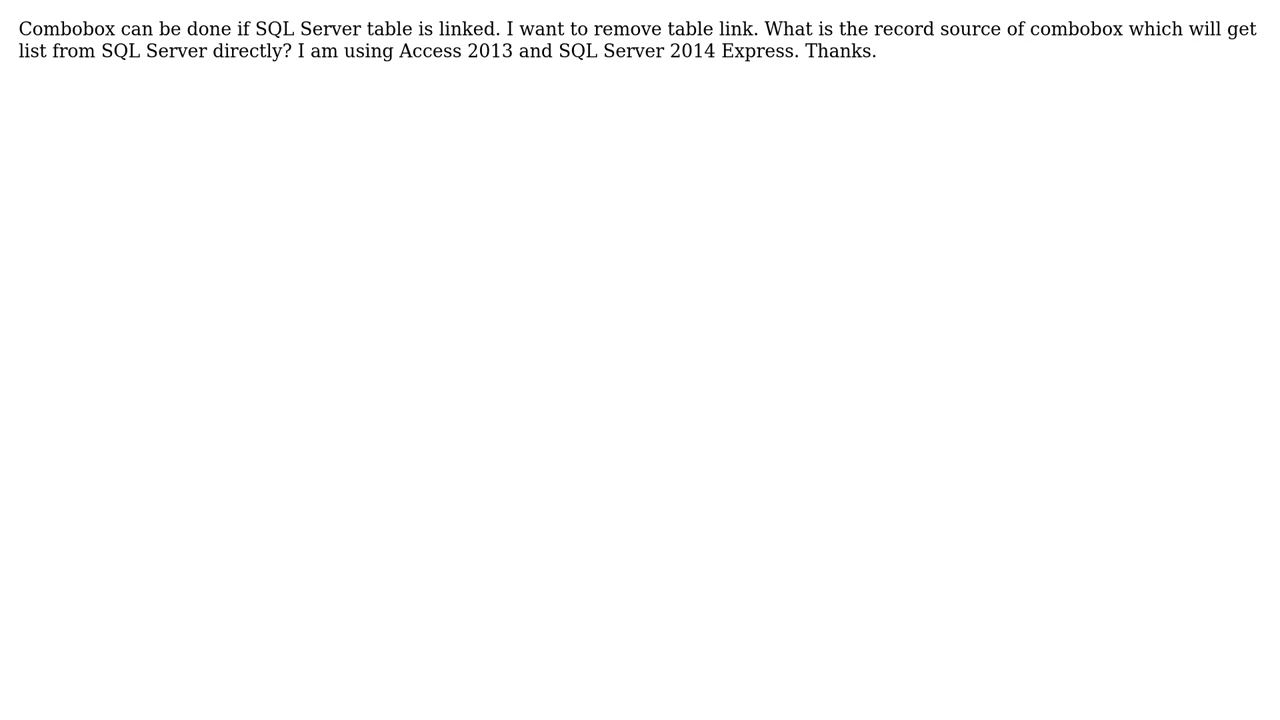 Combobox can be done if SQL Server table is linked. I want to remove table link. What is the record source of combobox which will get
list from SQL Server directly? I am using Access 2013 and SQL Server 2014 Express. Thanks.